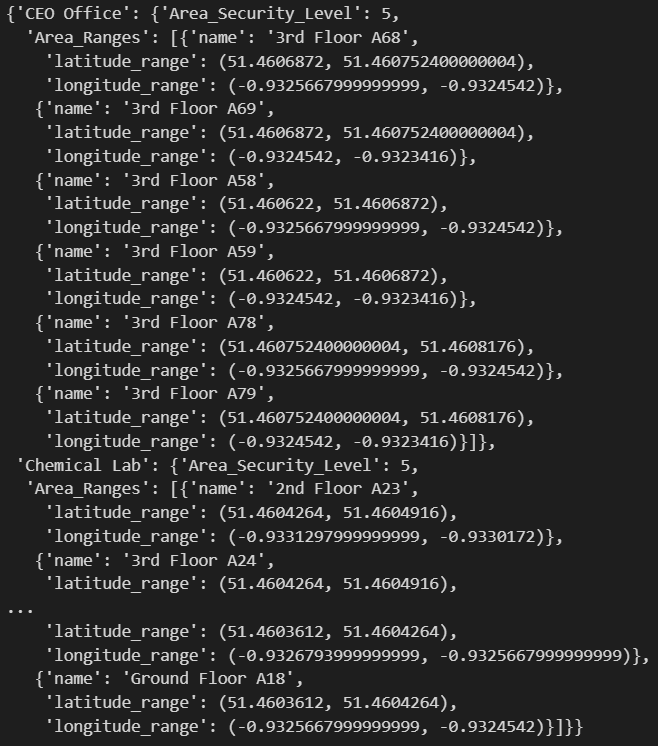 {'CEO Office': {'Area_Security_Level': 5,
  'Area_Ranges': [{'name': '3rd Floor A68',
    'latitude_range': (51.4606872, 51.460752400000004),
    'longitude_range': (-0.9325667999999999, -0.9324542)},
   {'name': '3rd Floor A69',
    'latitude_range': (51.4606872, 51.460752400000004),
    'longitude_range': (-0.9324542, -0.9323416)},
   {'name': '3rd Floor A58',
    'latitude_range': (51.460622, 51.4606872),
    'longitude_range': (-0.9325667999999999, -0.9324542)},
   {'name': '3rd Floor A59',
    'latitude_range': (51.460622, 51.4606872),
    'longitude_range': (-0.9324542, -0.9323416)},
   {'name': '3rd Floor A78',
    'latitude_range': (51.460752400000004, 51.4608176),
    'longitude_range': (-0.9325667999999999, -0.9324542)},
   {'name': '3rd Floor A79',
    'latitude_range': (51.460752400000004, 51.4608176),
    'longitude_range': (-0.9324542, -0.9323416)}]},
 'Chemical Lab': {'Area_Security_Level': 5,
  'Area_Ranges': [{'name': '2nd Floor A23',
    'latitude_range': (51.4604264, 51.4604916),
    'longitude_range': (-0.9331297999999999, -0.9330172)},
   {'name': '3rd Floor A24',
    'latitude_range': (51.4604264, 51.4604916),
...
    'latitude_range': (51.4603612, 51.4604264),
    'longitude_range': (-0.9326793999999999, -0.9325667999999999)},
   {'name': 'Ground Floor A18',
    'latitude_range': (51.4603612, 51.4604264),
    'longitude_range': (-0.9325667999999999, -0.9324542)}]}}